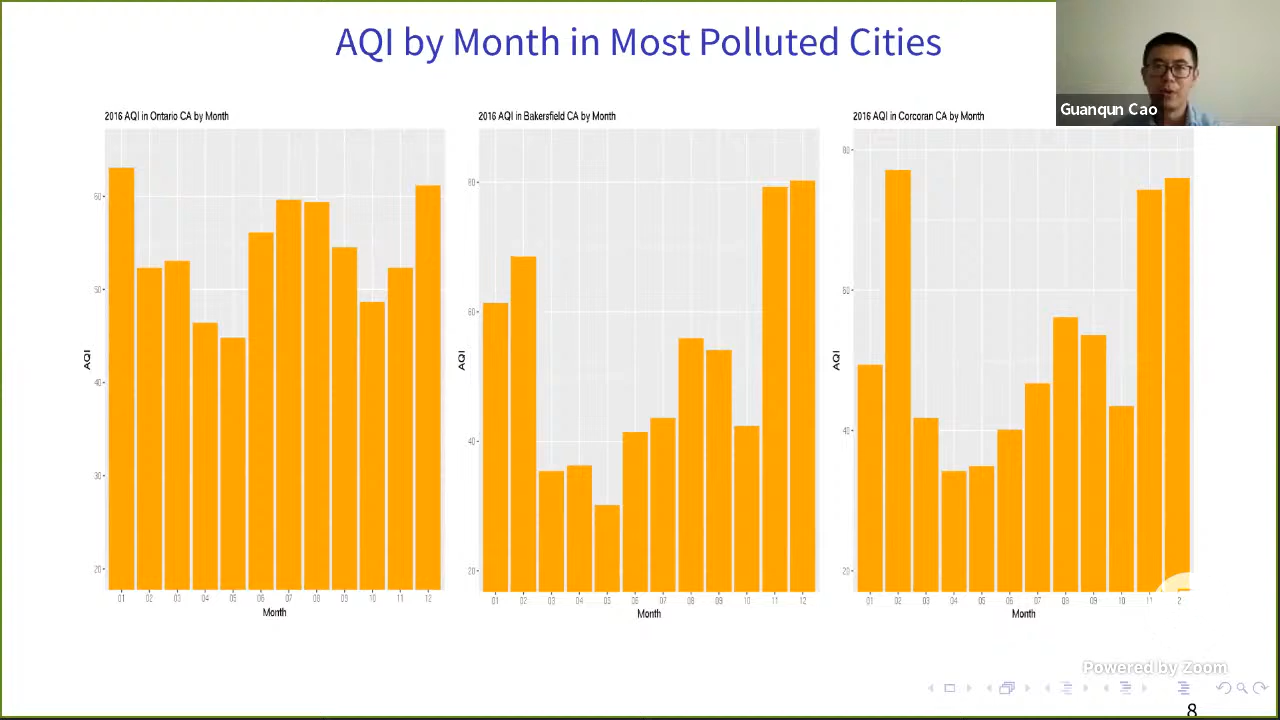 AQI by Month in Most Polluted Cities
Guanqun Cao
2016 AQI in Ontario CA by Month
2016 AQI in Bakersfield CA by Month
2016 AQI in Corcoran CA by Month
AQI
60
50
40
30
20
01 02 03 04 05 06 07 08 09 10 11 12
Month
AQI
80
60
40
20
01 02 03 04 05 06 07 08 09 10 11 12
Month
AQI
80
60
40
20
01 02 03 04 05 06 07 08 09 10 11 2
Month
Powered by Zoom
8